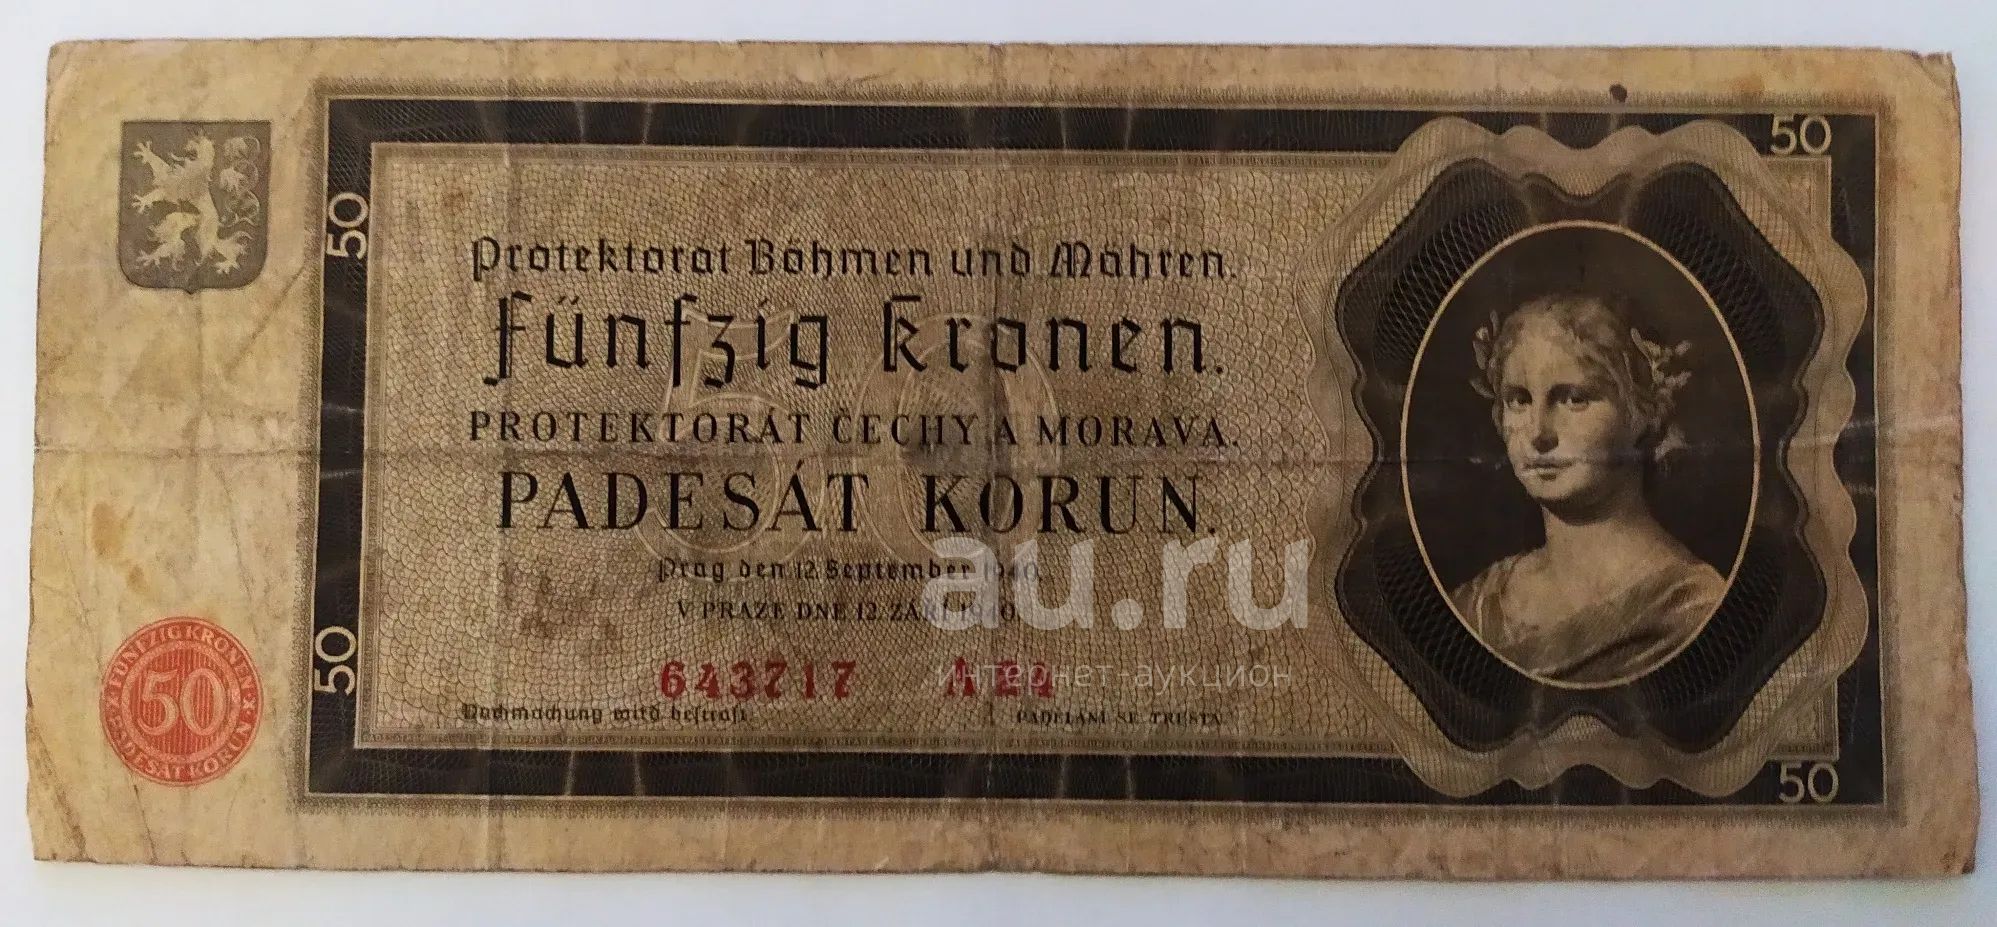 50
50
Protektorat Böhmen und Mähren.
Fünfzig Kronen.
PROTEKTORÁT ČECHY A MORAVA.
PADESÁT KORUN.
Prag den 12. September 1940.
V PRAZE DNE 12. ZÁŘÍ 1940.
643717 A 24
Nachmachung wird bestraft.
PADĚLÁNÍ SE TRESTÁ.
50
FÜNFZIG KRONEN
50
PADESÁT KORUN
50
50
au.ru
интернет-аукцион